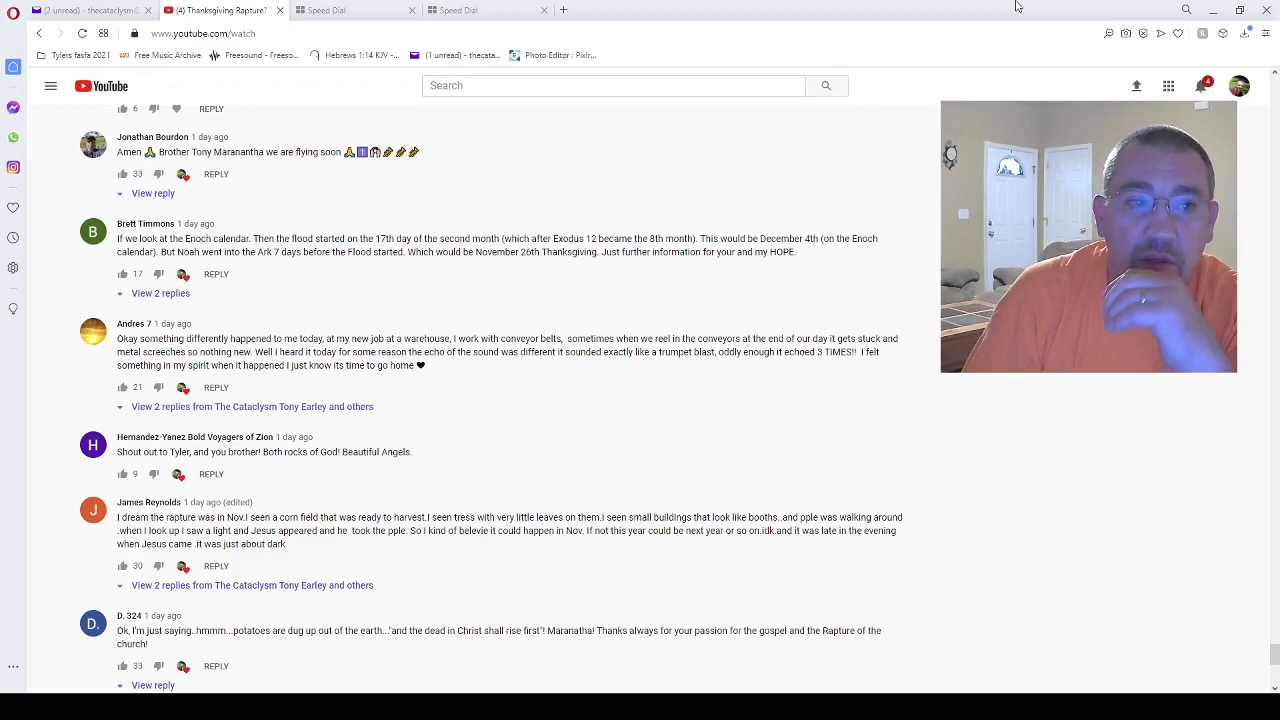 (2 unread) - thecataclysm.
(4) Thanksgiving Rapture?
Speed Dial
Speed Dial
www.youtube.com/watch
Tylers fasfa 2021
Free Music Archive
Freesound - Freeso...
Hebrews 1:14 KJV -...
(1 unread) - thecata...
Photo Editor : Pixlr...
YouTube
Search
4
6
REPLY
Jonathan Bourdon 1 day ago
Amen 🙏 Brother Tony Maranantha we are flying soon
33
REPLY
View reply
B
Brett Timmons 1 day ago
If we look at the Enoch calendar. Then the flood started on the 17th day of the second month (which after Exodus 12 became the 8th month). This would be December 4th (on the Enoch
calendar). But Noah went into the Ark 7 days before the Flood started. Which would be November 26th Thanksgiving. Just further information for your and my HOPE.
17
REPLY
View 2 replies
Andres 7 1 day ago
Okay something differently happened to me today, at my new job at a warehouse, I work with conveyor belts, sometimes when we reel in the conveyors at the end of our day it gets stuck and
metal screeches so nothing new. Well I heard it today for some reason the echo of the sound was different it sounded exactly like a trumpet blast, oddly enough it echoed 3 TIMES!! I felt
something in my spirit when it happened I just know its time to go home 🖤
21
REPLY
View 2 replies from The Cataclysm Tony Earley and others
H
Hernandez-Yanez Bold Voyagers of Zion 1 day ago
Shout out to Tyler, and you brother! Both rocks of God! Beautiful Angels.
9
REPLY
J
James Reynolds 1 day ago (edited)
I dream the rapture was in Nov.I seen a corn field that was ready to harvest.I seen tress with very little leaves on them.I seen small buildings that look like booths..and pple was walking around
.when I look up I saw a light and Jesus appeared and he took the pple. So I kind of belevie it could happen in Nov. If not this year could be next year or so on.idk.and it was late in the evening
when Jesus came .it was just about dark
30
REPLY
View 2 replies from The Cataclysm Tony Earley and others
D.
D. 324 1 day ago
Ok, I'm just saying..hmmm...potatoes are dug up out of the earth..."and the dead in Christ shall rise first"! Maranatha! Thanks always for your passion for the gospel and the Rapture of the
church!
33
REPLY
View reply